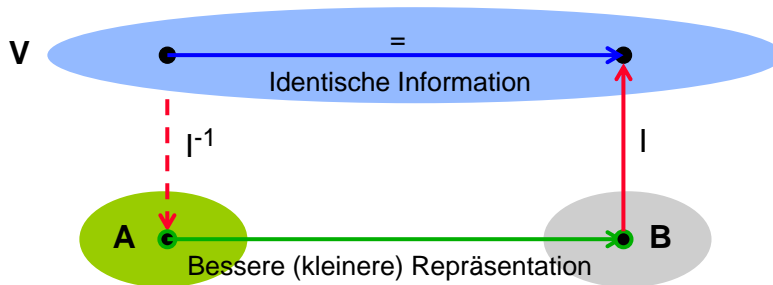 =
V
Identische Information
I-1
I
A
B
Bessere (kleinere) Repräsentation